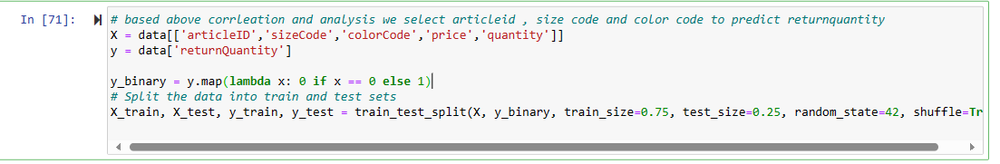 In [71]:
# based above corrleation and analysis we select articleid , size code and color code to predict returnquantity
X = data[['articleID','sizeCode','colorCode','price','quantity']]
y = data['returnQuantity']
y_binary = y.map(lambda x: 0 if x == 0 else 1)
# Split the data into train and test sets
X_train, X_test, y_train, y_test = train_test_split(X, y_binary, train_size=0.75, test_size=0.25, random_state=42, shuffle=Tr